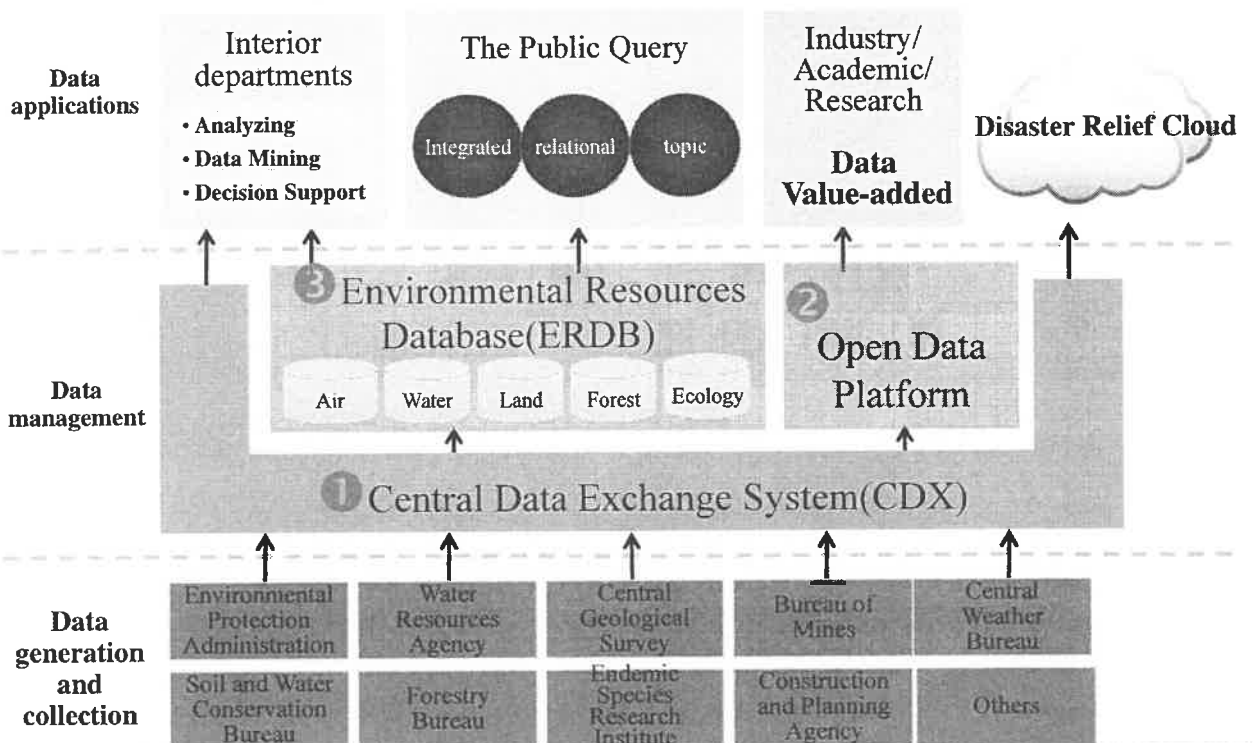 Data
applications
Interior
departments
• Analyzing
• Data Mining
• Decision Support
The Public Query
Integrated
relational
topic
Industry/
Academic/
Research
Data
Value-added
Disaster Relief Cloud
Data
management
3 Environmental Resources
Database(ERDB)
Air
Water
Land
Forest
Ecology
2
Open Data
Platform
1 Central Data Exchange System(CDX)
Data
generation
and
collection
Environmental
Protection
Administration
Water
Resources
Agency
Central
Geological
Survey
Bureau of
Mines
Central
Weather
Bureau
Soil and Water
Conservation
Bureau
Forestry
Bureau
Endemic
Species
Research
Institute
Construction
and Planning
Agency
Others